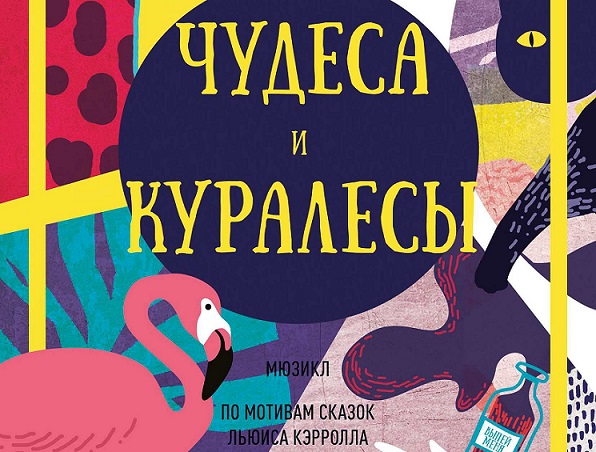 ЧУДЕСА
И
КУРАЛЕСЫ
МЮЗИКЛ
ПО МОТИВАМ СКАЗОК
ЛЬЮИСА КЭРРОЛЛА
ВЫПЕЙ
МЕНЯ